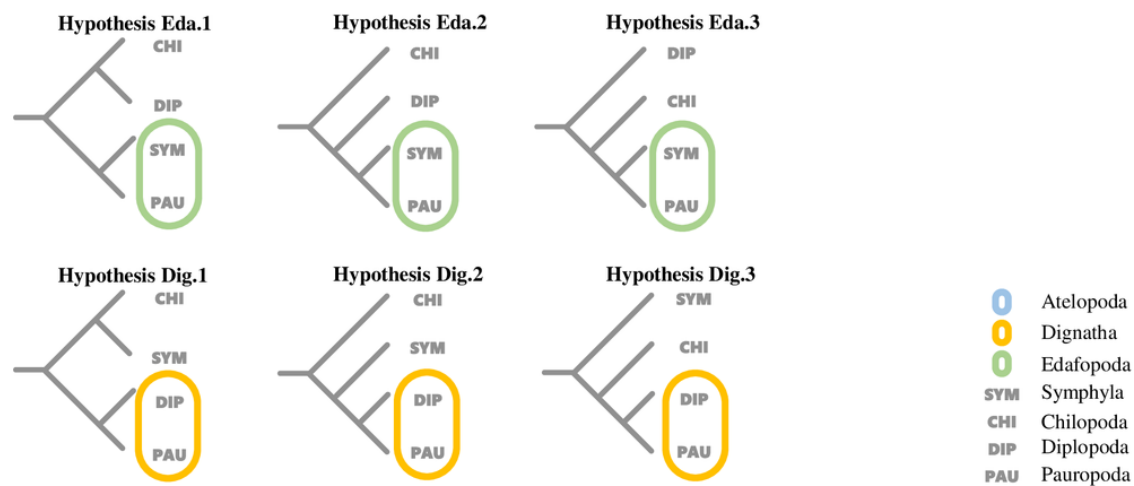 Hypothesis Eda.1
CHI
DIP
SYM
PAU
Hypothesis Eda.2
CHI
DIP
SYM
PAU
Hypothesis Eda.3
DIP
CHI
SYM
PAU
Hypothesis Dig.1
CHI
SYM
DIP
PAU
Hypothesis Dig.2
CHI
SYM
DIP
PAU
Hypothesis Dig.3
SYM
CHI
DIP
PAU
Atelopoda
Dignatha
Edafopoda
SYM Symphyla
CHI Chilopoda
DIP Diplopoda
PAU Pauropoda